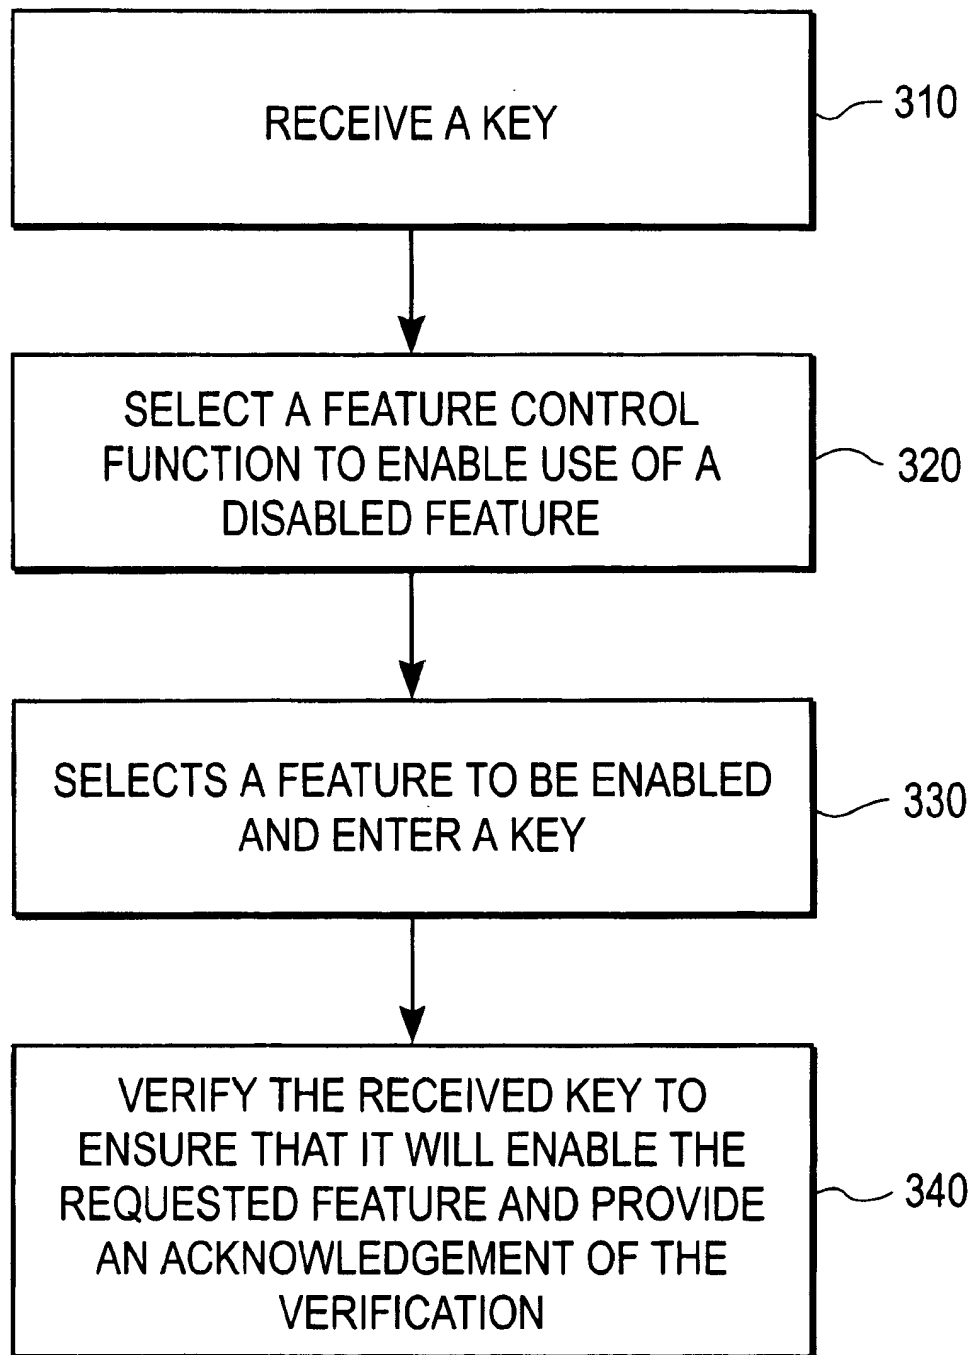 RECEIVE A KEY
310
SELECT A FEATURE CONTROL
FUNCTION TO ENABLE USE OF A
DISABLED FEATURE
320
SELECTS A FEATURE TO BE ENABLED
AND ENTER A KEY
330
VERIFY THE RECEIVED KEY TO
ENSURE THAT IT WILL ENABLE THE
REQUESTED FEATURE AND PROVIDE
AN ACKNOWLEDGEMENT OF THE
VERIFICATION
340